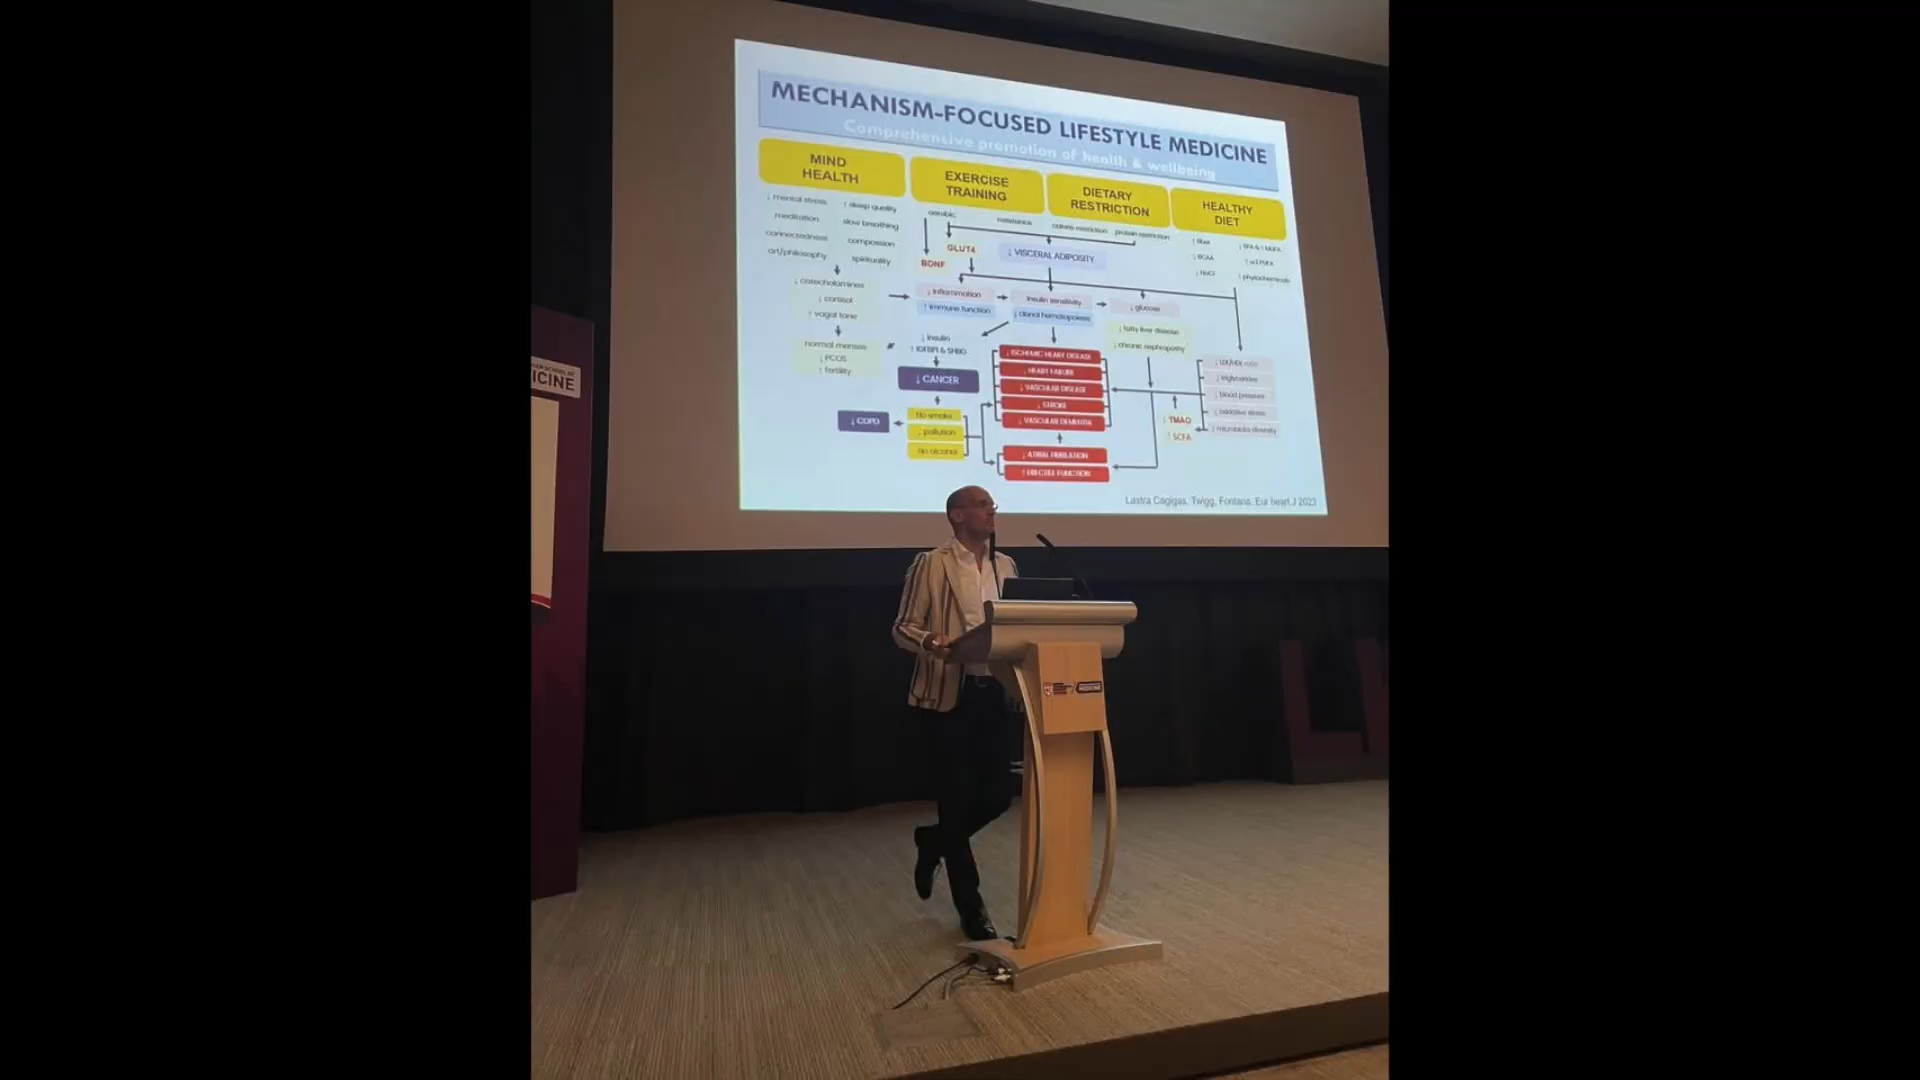 MECHANISM-FOCUSED LIFESTYLE MEDICINE
Comprehensive promotion of health & wellbeing
MIND
HEALTH
EXERCISE
TRAINING
DIETARY
RESTRICTION
HEALTHY
DIET
↓ mental stress
↑ sleep quality
meditation
slow breathing
connectedness
compassion
art/philosophy
spirituality
aerobic
resistance
calorie restriction
protein restriction
↑ fiber
↓ SFA & ↑ MUFA
↓ BCAA
↑ ω3 PUFA
↓ NaCl
↑ phytochemicals
GLUT4
BDNF
↓ VISCERAL ADIPOSITY
↓ catecholamines
↓ cortisol
↑ vagal tone
↓ inflammation
↑ immune function
insulin sensitivity
↓ clonal hematopoiesis
↓ glucose
↓ fatty liver disease
↓ chronic nephropathy
normal menses
↓ PCOS
↑ fertility
↓ insulin
↑ IGFBP1 & SHBG
↓ CANCER
↓ COPD
No smoke
↓ pollution
No alcohol
↓ ISCHEMIC HEART DISEASE
↓ HEART FAILURE
↓ VASCULAR DISEASE
↓ STROKE
↓ VASCULAR DEMENTIA
↓ ATRIAL FIBRILLATION
↑ ERECTILE FUNCTION
↓ triglycerides
↓ blood pressure
↓ oxidative stress
↑ microbiota diversity
↓ TMAO
↑ SCFA
Lastra Cagigas, Twigg, Fontana. Eur heart J 2023
SCHOOL OF
ICINE